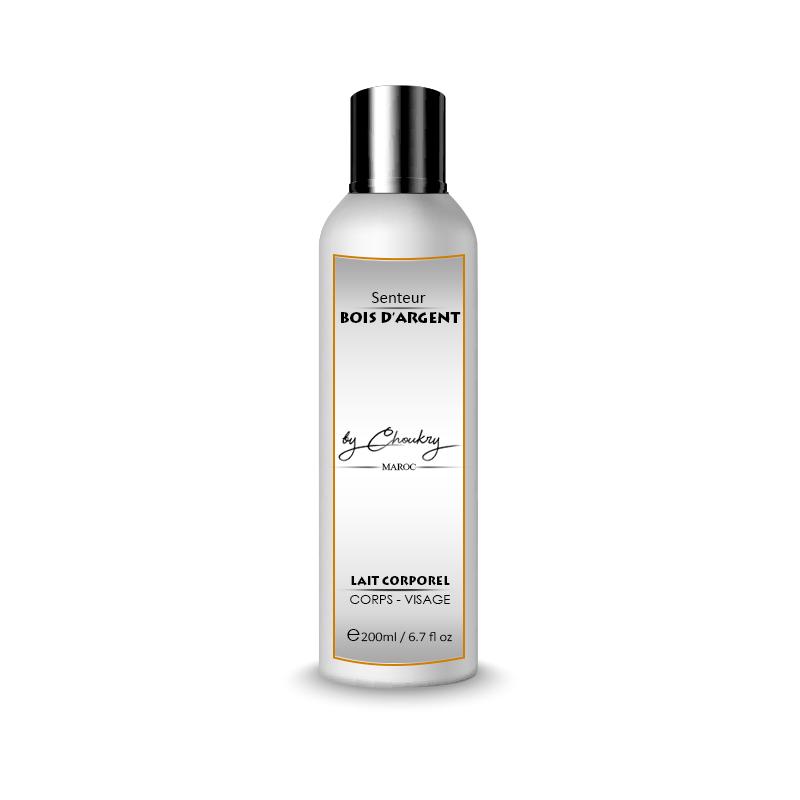 Senteur
BOIS D'ARGENT
by Choukry
MAROC
LAIT CORPOREL
CORPS - VISAGE
℮200ml / 6.7 fl oz